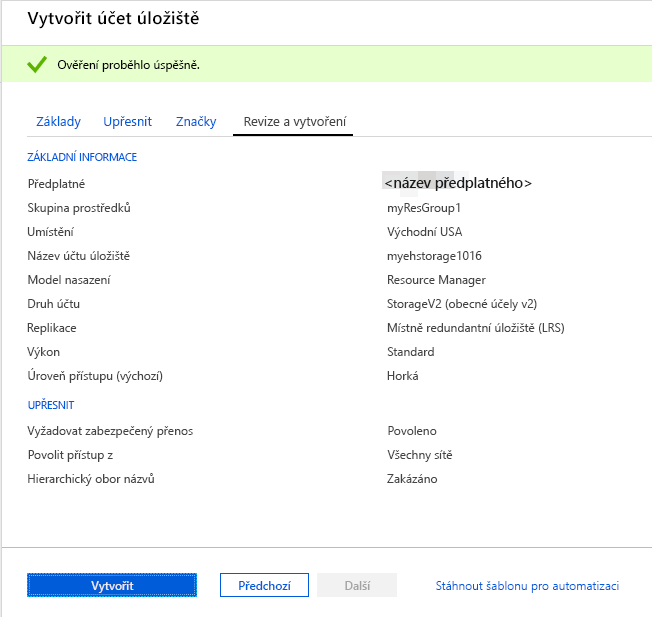 Vytvořit účet úložiště
Ověření proběhlo úspěšně.
Základy Upřesnit Značky Revize a vytvoření
ZÁKLADNÍ INFORMACE
Předplatné <název předplatného>
Skupina prostředků myResGroup1
Umístění Východní USA
Název účtu úložiště myehstorage1016
Model nasazení Resource Manager
Druh účtu StorageV2 (obecné účely v2)
Replikace Místně redundantní úložiště (LRS)
Výkon Standard
Úroveň přístupu (výchozí) Horká
UPŘESNIT
Vyžadovat zabezpečený přenos Povoleno
Povolit přístup z Všechny sítě
Hierarchický obor názvů Zakázáno
Vytvořit Předchozí Další Stáhnout šablonu pro automatizaci